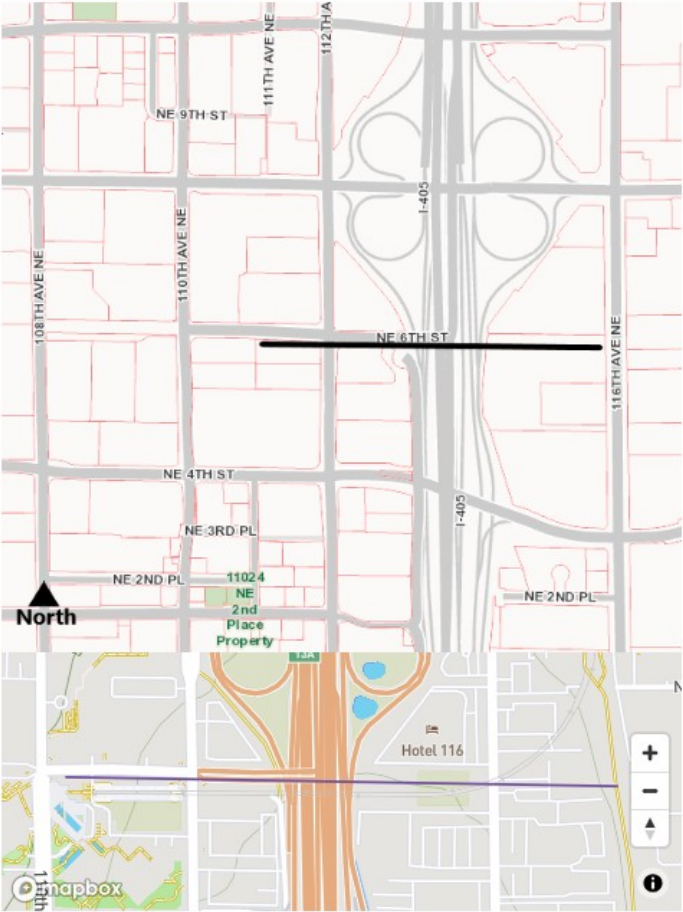 112TH A
111TH AVE NE
NE 9TH ST
I-405
110TH AVE NE
108TH AVE NE
NE 6TH ST
116TH AVE NE
NE 4TH ST
I-405
NE 3RD PL
NE 2ND PL
11024
NE
2nd
Place
Property
NE 2ND PL
North
13A
N
Hotel 116
+
−
i
110th
mapbox